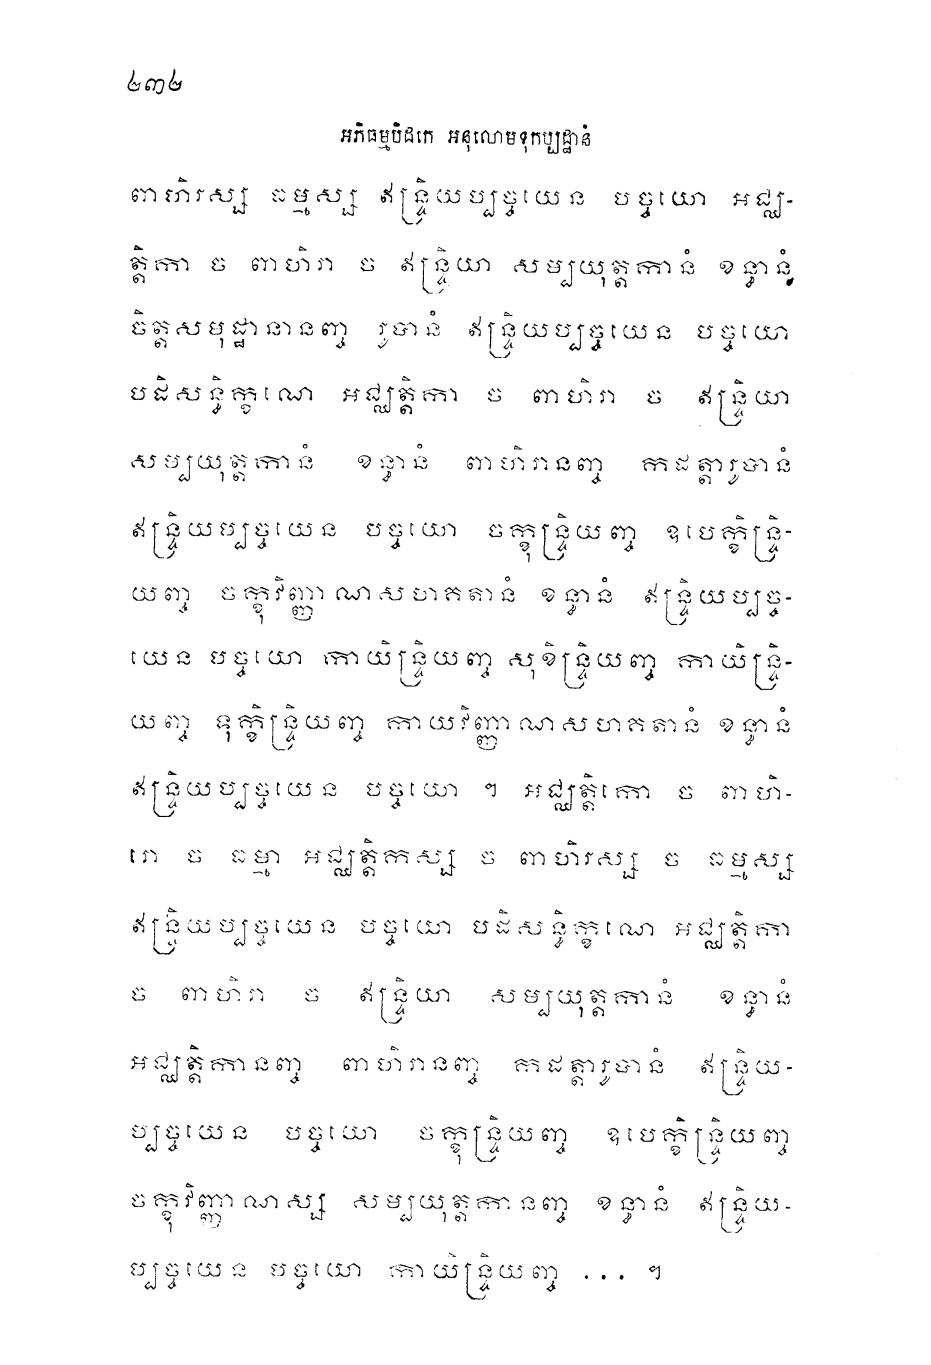 ៤៣៤
អភិធម្មបិដកេ អនុលោមទុកប្បដ្ឋានំ
ពាហិរស្ស ធម្មស្ស ឥន្ទ្រិយប្បច្ចយេន បច្ចយោ អជ្ឈ-
ត្តិកា ច ពាហិរា ច ឥន្ទ្រិយា សម្បយុត្តកានំ ខន្ធានំ
ចិត្តសមុដ្ឋានានញ្ច រូបានំ ឥន្ទ្រិយប្បច្ចយេន បច្ចយោ
បដិសន្ធិក្ខណេ អជ្ឈត្តិកា ច ពាហិរា ច ឥន្ទ្រិយា
សម្បយុត្តកានំ ខន្ធានំ ពាហិរានញ្ច កដត្តារូបានំ
ឥន្ទ្រិយប្បច្ចយេន បច្ចយោ ចក្ខុន្ទ្រិយញ្ច ឧបេក្ខិន្ទ្រិ-
យញ្ច ចក្ខុវិញ្ញាណសហគតានំ ខន្ធានំ ឥន្ទ្រិយប្បច្ច-
យេន បច្ចយោ កាយិន្ទ្រិយញ្ច សុខិន្ទ្រិយញ្ច កាយិន្ទ្រិ-
យញ្ច ទុក្ខិន្ទ្រិយញ្ច កាយវិញ្ញាណសហគតានំ ខន្ធានំ
ឥន្ទ្រិយប្បច្ចយេន បច្ចយោ ។ អជ្ឈត្តិកោ ច ពាហិ-
រោ ច ធម្មា អជ្ឈត្តិកស្ស ច ពាហិរស្ស ច ធម្មស្ស
ឥន្ទ្រិយប្បច្ចយេន បច្ចយោ បដិសន្ធិក្ខណេ អជ្ឈត្តិកា
ច ពាហិរា ច ឥន្ទ្រិយា សម្បយុត្តកានំ ខន្ធានំ
អជ្ឈត្តិកានញ្ច ពាហិរានញ្ច កដត្តារូបានំ ឥន្ទ្រិយ-
ប្បច្ចយេន បច្ចយោ ចក្ខុន្ទ្រិយញ្ច ឧបេក្ខិន្ទ្រិយញ្ច
ចក្ខុវិញ្ញាណស្ស សម្បយុត្តកានញ្ច ខន្ធានំ ឥន្ទ្រិយ-
ប្បច្ចយេន បច្ចយោ កាយិន្ទ្រិយញ្ច ... ។